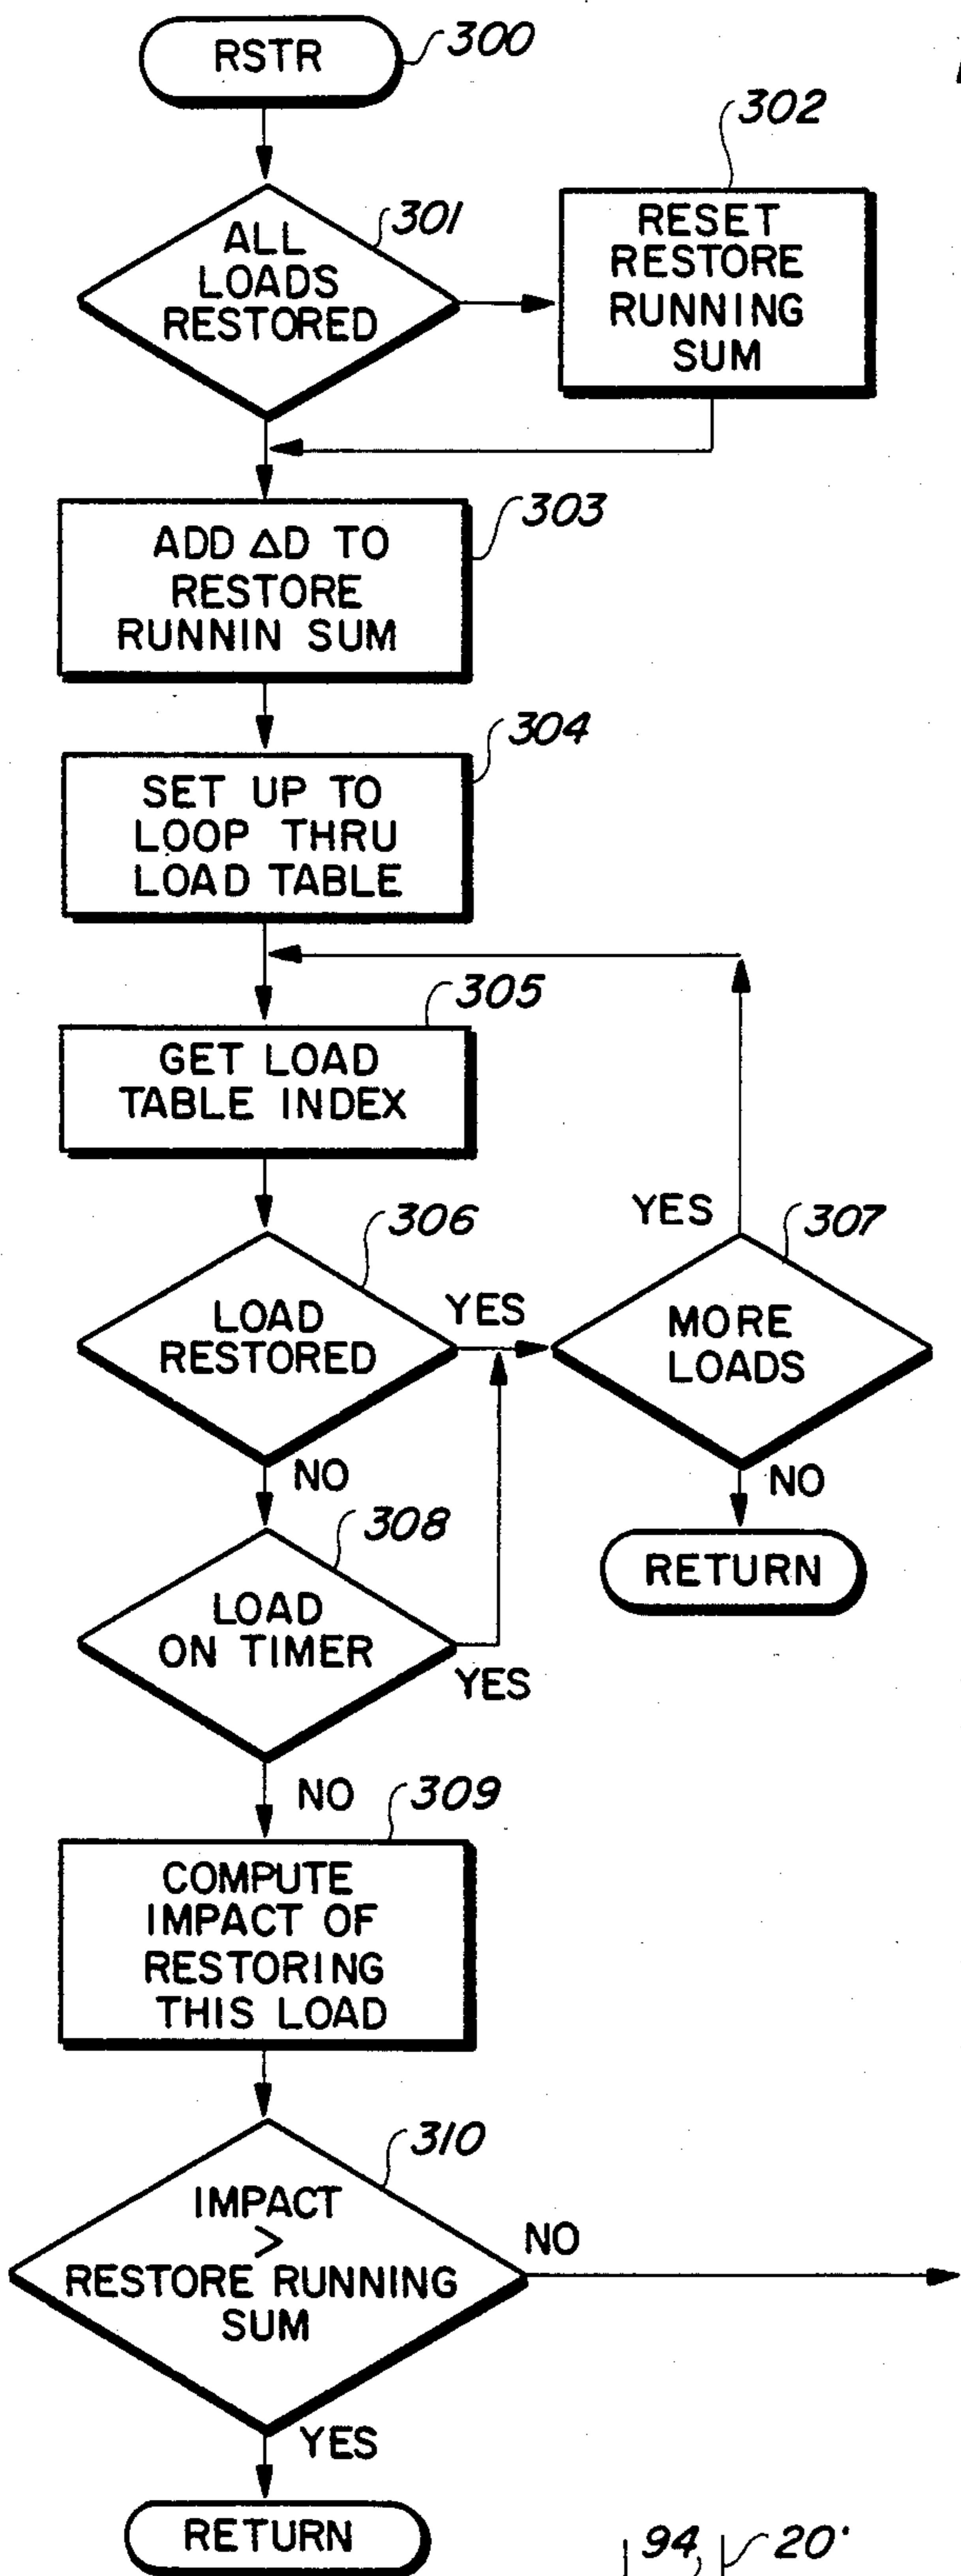 RSTR
300
302
301
ALL
LOADS
RESTORED
RESET
RESTORE
RUNNING
SUM
303
ADD ΔD TO
RESTORE
RUNNIN SUM
304
SET UP TO
LOOP THRU
LOAD TABLE
305
GET LOAD
TABLE INDEX
306
YES
307
LOAD
RESTORED
YES
MORE
LOADS
NO
NO
308
RETURN
LOAD
ON TIMER
YES
NO
309
COMPUTE
IMPACT OF
RESTORING
THIS LOAD
310
IMPACT
>
RESTORE RUNNING
SUM
NO
YES
RETURN
94
20'